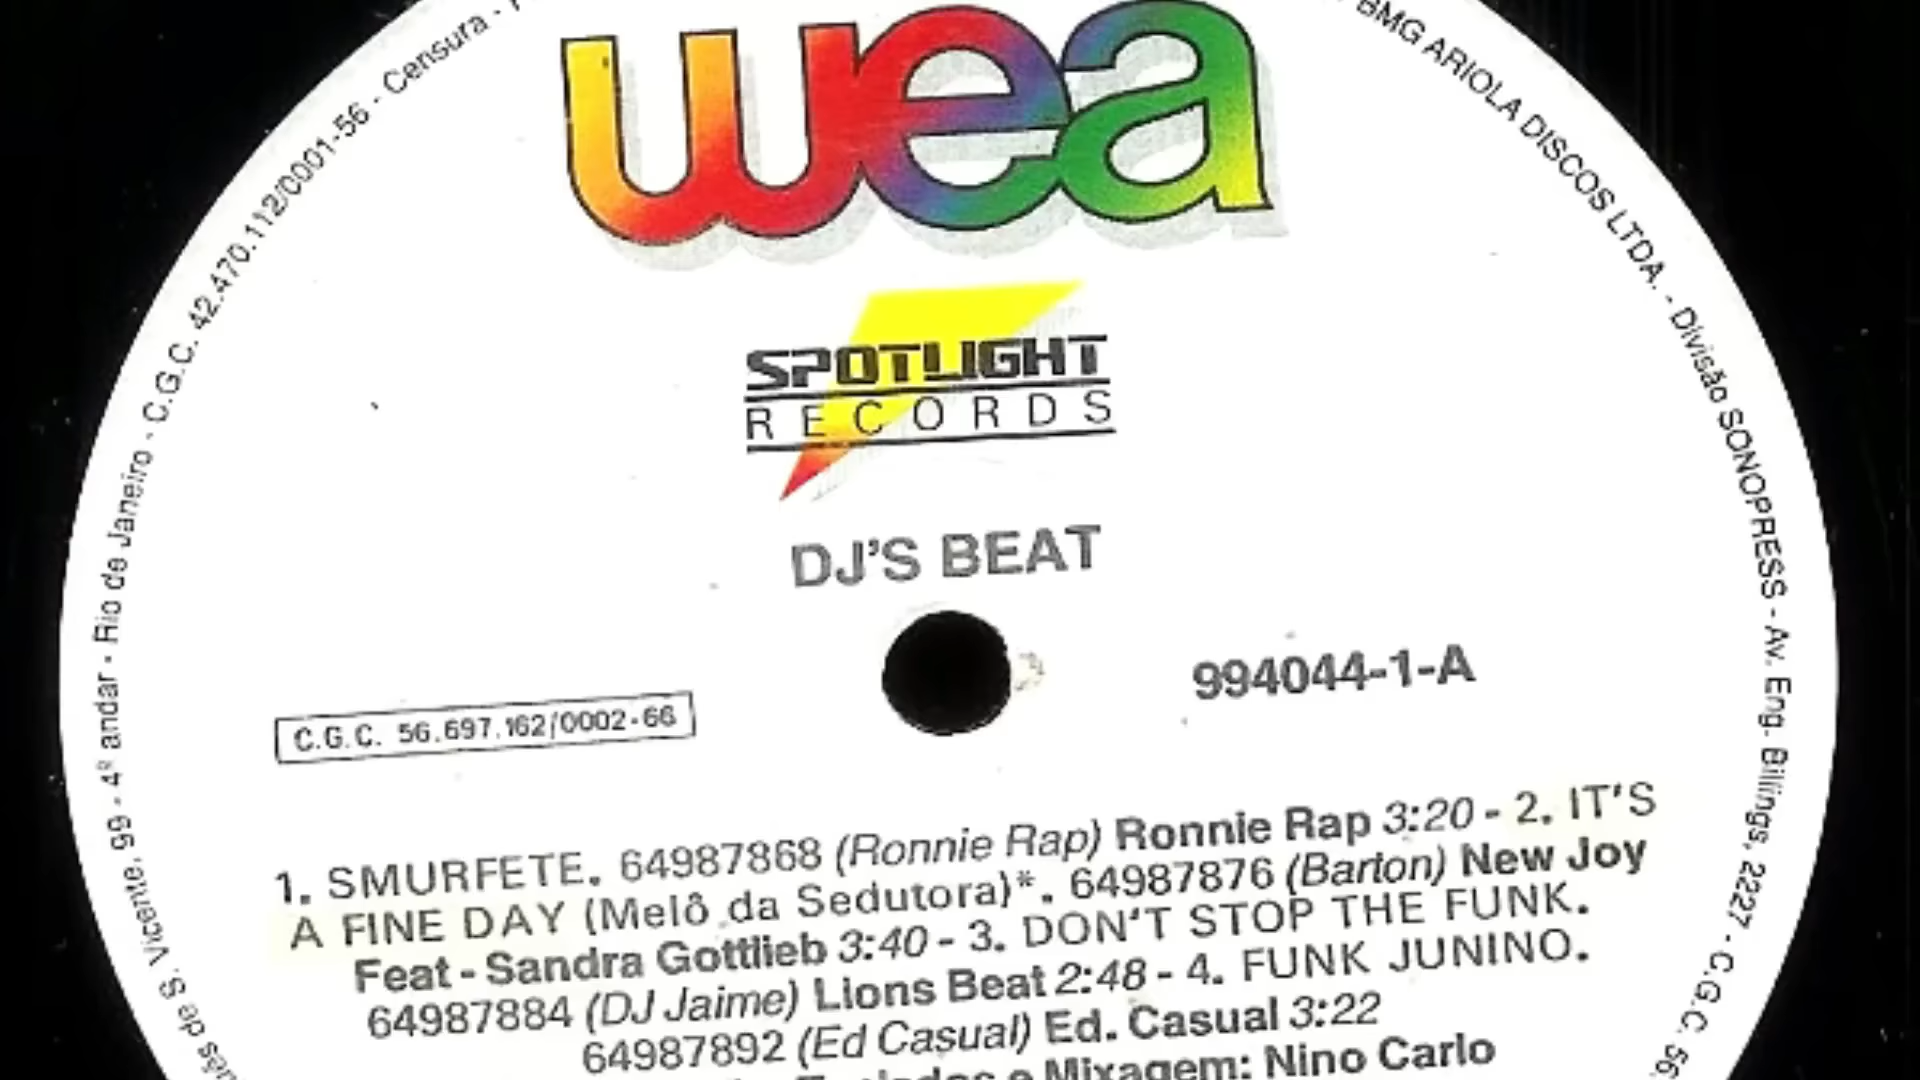 wea
SPOTLIGHT
RECORDS
DJ'S BEAT
994044-1-A
C.G.C. 56.697.162/0002-66
1. SMURFETE. 64987868 (Ronnie Rap) Ronnie Rap 3:20 - 2. IT'S
A FINE DAY (Melô da Sedutora)*. 64987876 (Barton) New Joy
Feat - Sandra Gottlieb 3:40 - 3. DON'T STOP THE FUNK.
64987884 (DJ Jaime) Lions Beat 2:48 - 4. FUNK JUNINO.
64987892 (Ed Casual) Ed. Casual 3:22
e Mixagem: Nino Carlo
de S. Vicente, 99 - 4º andar - Rio de Janeiro - C.G.C. 42.470.112/0001-56 - Censura -
BMG ARIOLA DISCOS LTDA. - Divisão SONOPRESS - Av. Eng. Billings, 2227 - C.G.C. 56.